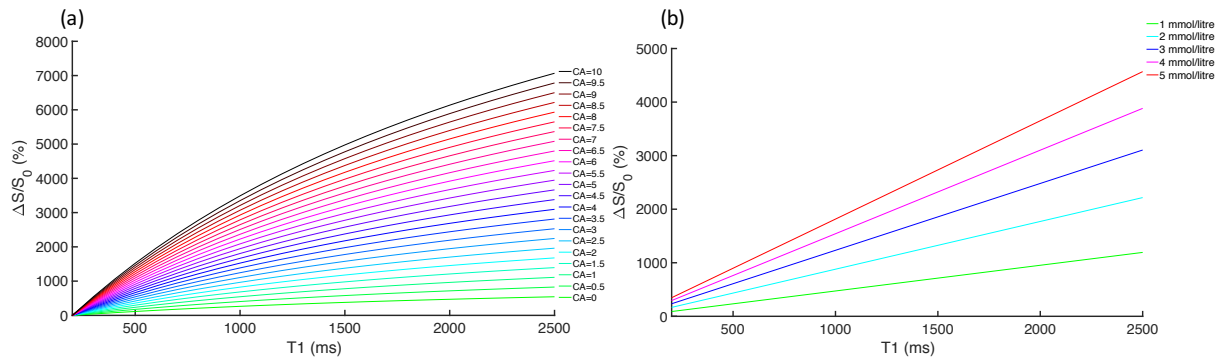 (a)
8000
7000
6000
5000
4000
3000
2000
1000
0
△S/S0 (%)
500
1000
1500
2000
2500
T1 (ms)
CA=10
CA=9.5
CA=9
CA=8.5
CA=8
CA=7.5
CA=7
CA=6.5
CA=6
CA=5.5
CA=5
CA=4.5
CA=4
CA=3.5
CA=3
CA=2.5
CA=2
CA=1.5
CA=1
CA=0.5
CA=0
(b)
5000
4000
3000
2000
1000
0
△S/S0 (%)
500
1000
1500
2000
2500
T1 (ms)
1 mmol/litre
2 mmol/litre
3 mmol/litre
4 mmol/litre
5 mmol/litre